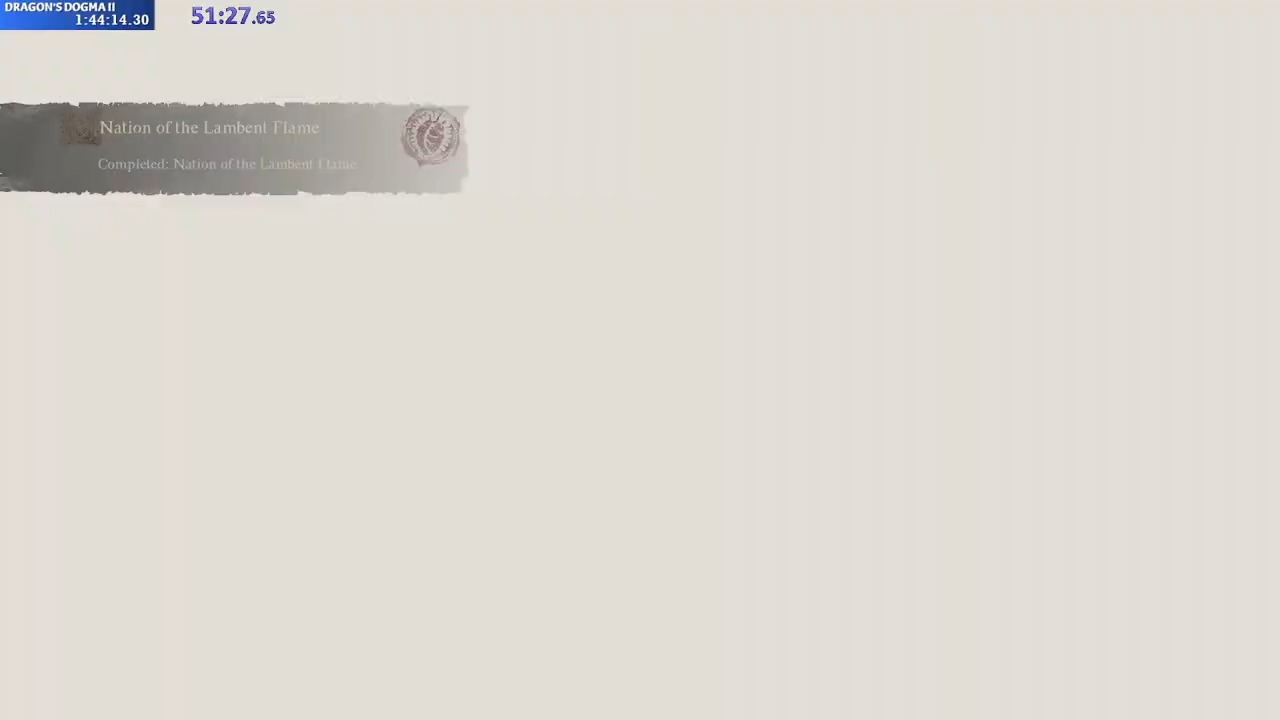 DRAGON'S DOGMA II
1:44:14.30
51:27.65
Nation of the Lambent Flame
Completed: Nation of the Lambent Flame